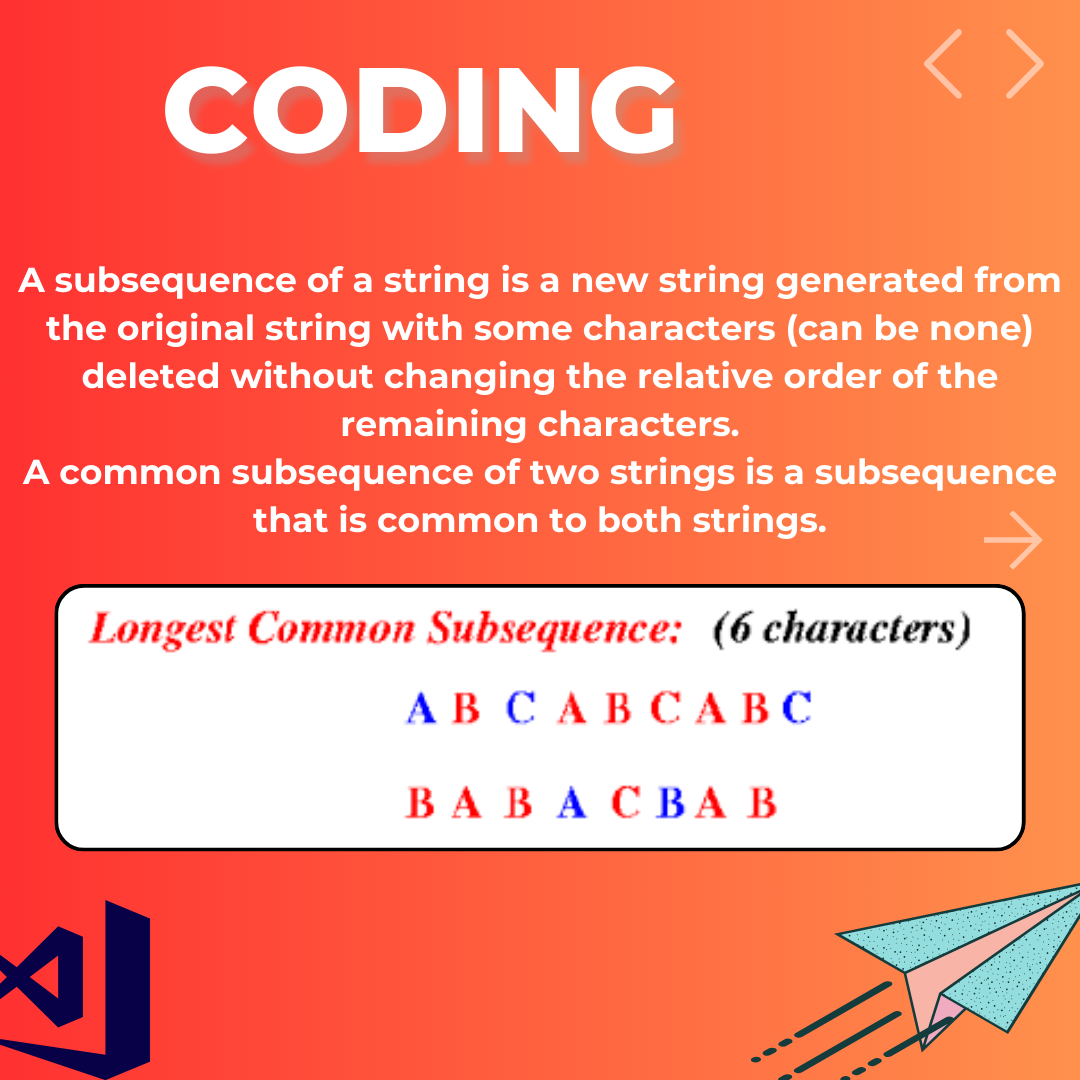 CODING
A subsequence of a string is a new string generated from
the original string with some characters (can be none)
deleted without changing the relative order of the
remaining characters.
A common subsequence of two strings is a subsequence
that is common to both strings.
Longest Common Subsequence: (6 characters)
A B C A B C A B C
B A B A C B A B